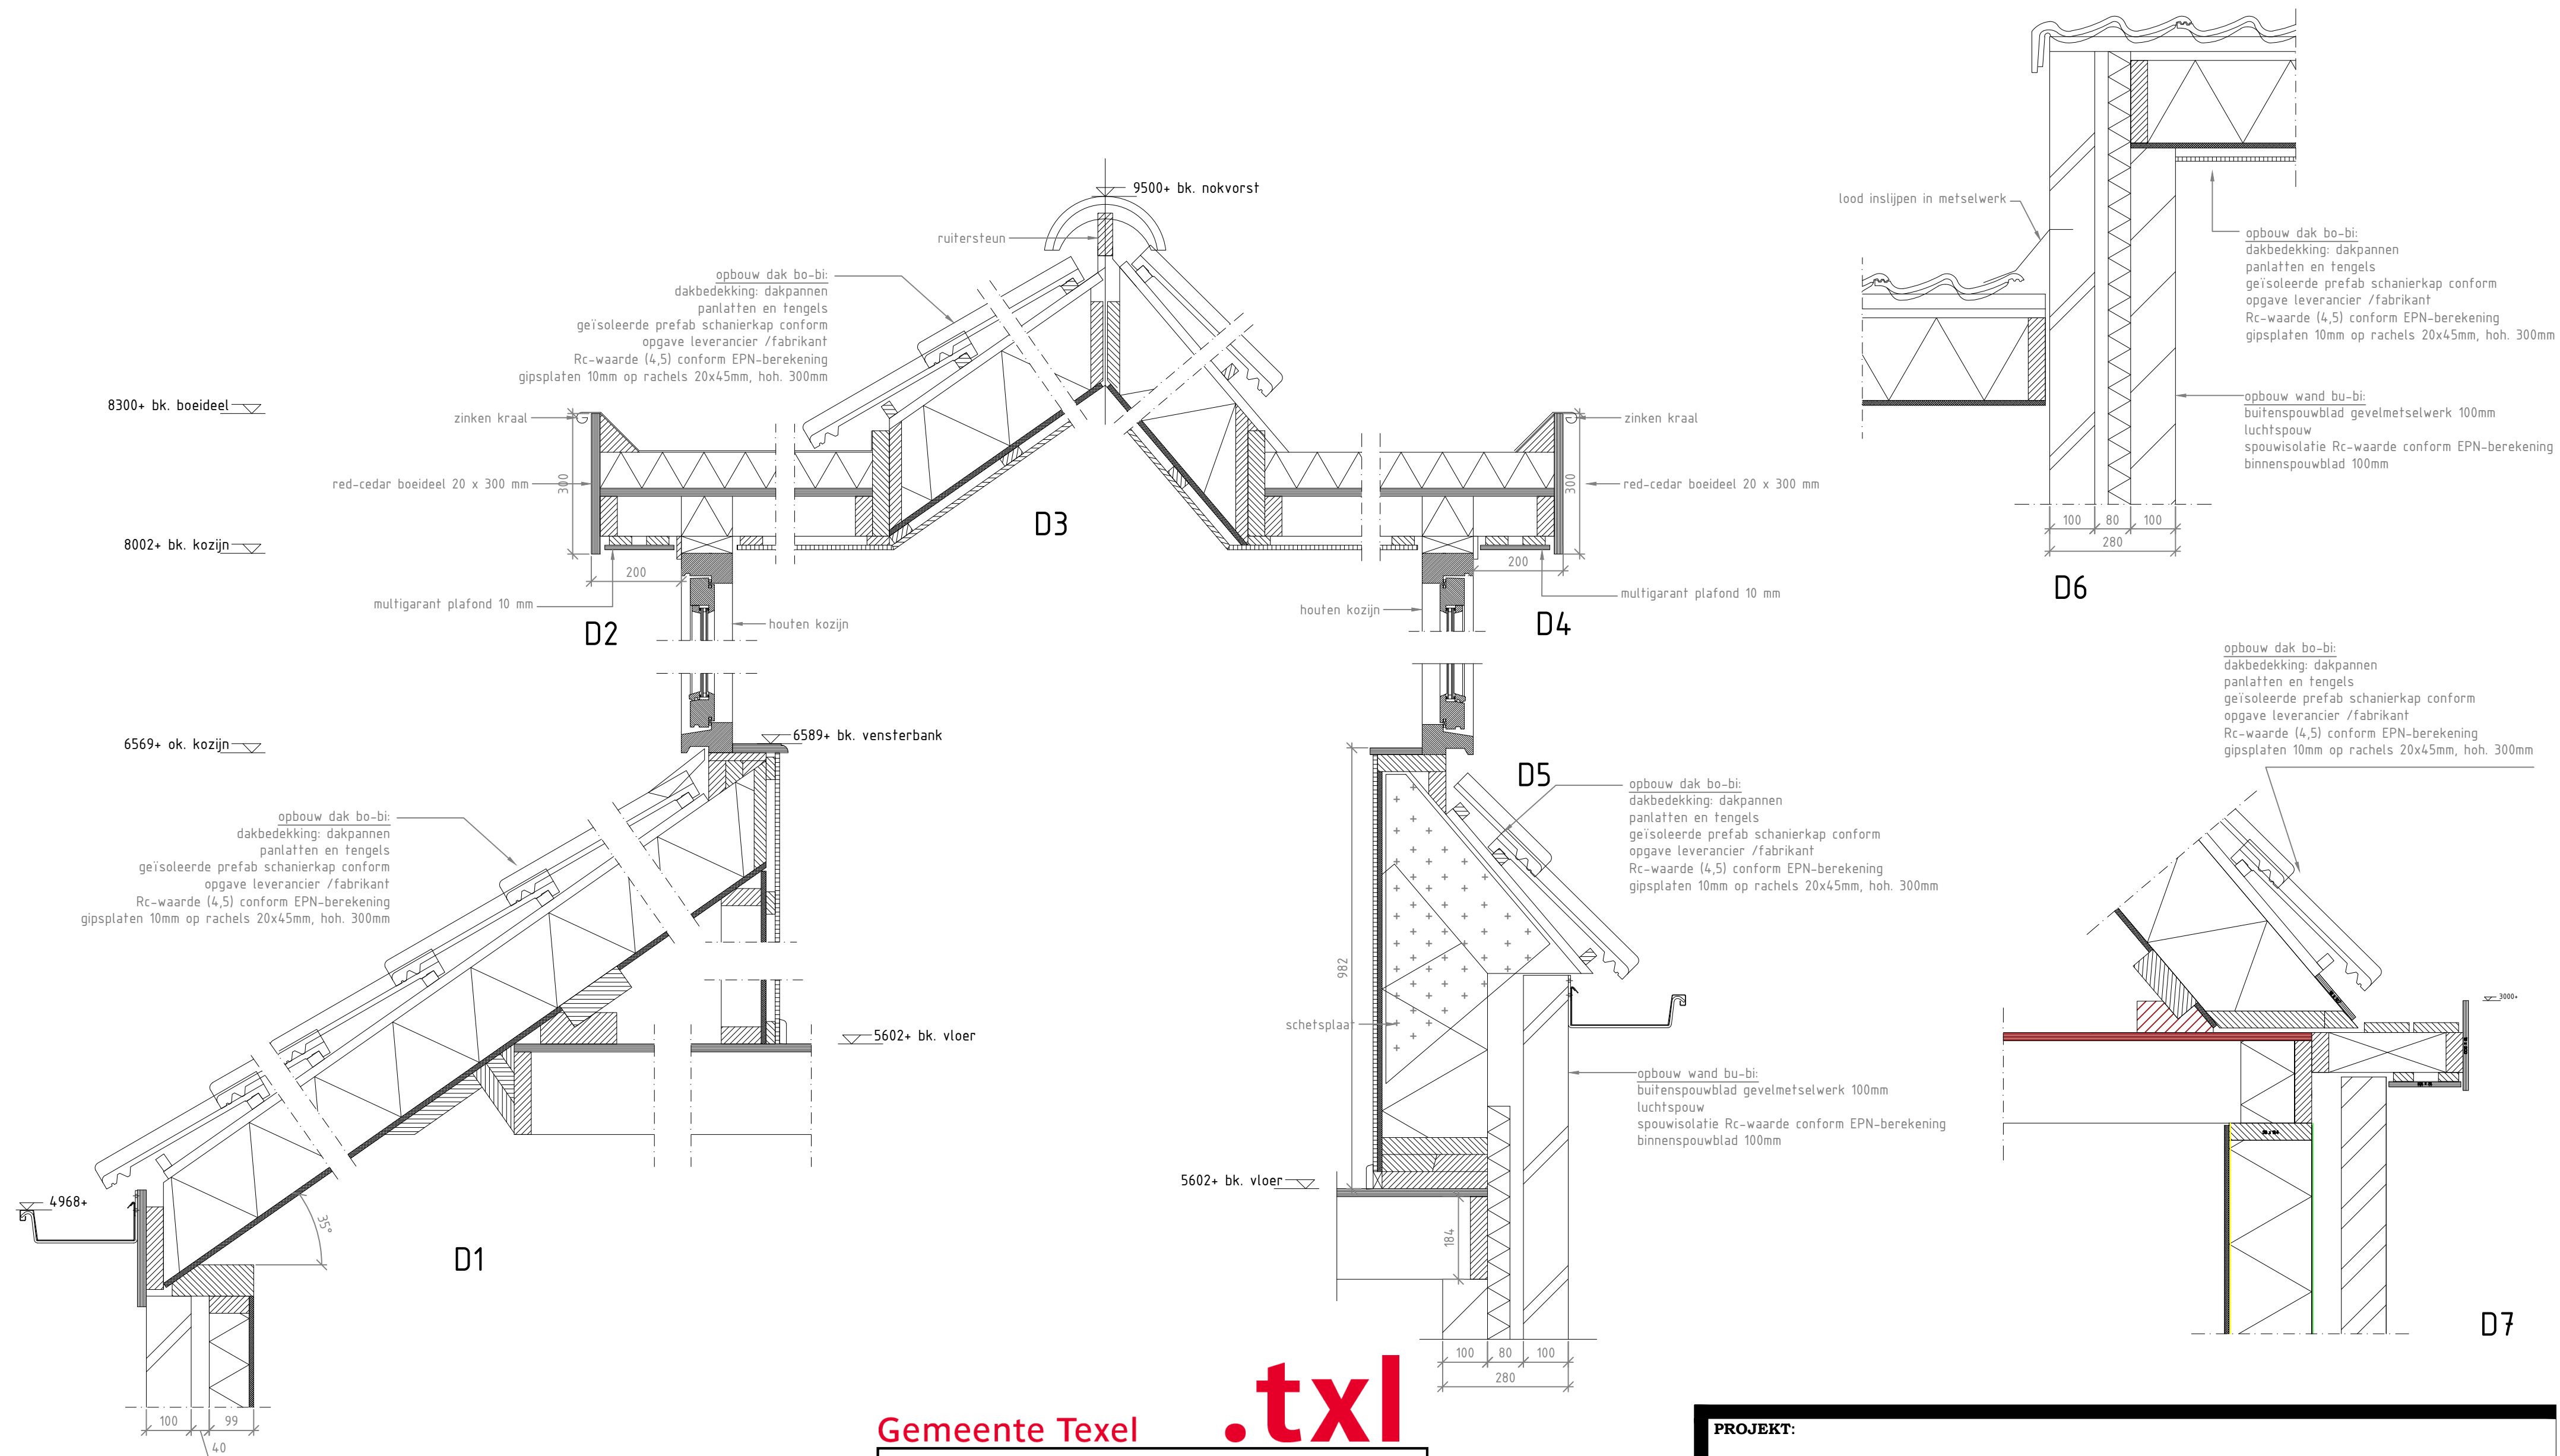 9500+ bk. nokvorst
ruitersteun
opbouw dak bo-bi:
dakbedekking: dakpannen
panlatten en tengels
geïsoleerde prefab schanierkap conform
opgave leverancier /fabrikant
Rc-waarde (4,5) conform EPN-berekening
gipsplaten 10mm op rachels 20x45mm, hoh. 300mm
8300+ bk. boeideel
zinken kraal
300
red-cedar boeideel 20 x 300 mm
8002+ bk. kozijn
200
multigarant plafond 10 mm
D2
houten kozijn
D3
zinken kraal
300
red-cedar boeideel 20 x 300 mm
200
multigarant plafond 10 mm
houten kozijn
D4
lood inslijpen in metselwerk
opbouw dak bo-bi:
dakbedekking: dakpannen
panlatten en tengels
geïsoleerde prefab schanierkap conform
opgave leverancier /fabrikant
Rc-waarde (4,5) conform EPN-berekening
gipsplaten 10mm op rachels 20x45mm, hoh. 300mm
opbouw wand bu-bi:
buitenspouwblad gevelmetselwerk 100mm
luchtspouw
spouwisolatie Rc-waarde conform EPN-berekening
binnenspouwblad 100mm
100 80 100
280
D6
6569+ ok. kozijn
6589+ bk. vensterbank
opbouw dak bo-bi:
dakbedekking: dakpannen
panlatten en tengels
geïsoleerde prefab schanierkap conform
opgave leverancier /fabrikant
Rc-waarde (4,5) conform EPN-berekening
gipsplaten 10mm op rachels 20x45mm, hoh. 300mm
5602+ bk. vloer
4968+
35°
D1
100 99
40
D5
opbouw dak bo-bi:
dakbedekking: dakpannen
panlatten en tengels
geïsoleerde prefab schanierkap conform
opgave leverancier /fabrikant
Rc-waarde (4,5) conform EPN-berekening
gipsplaten 10mm op rachels 20x45mm, hoh. 300mm
982
schetsplaat
opbouw wand bu-bi:
buitenspouwblad gevelmetselwerk 100mm
luchtspouw
spouwisolatie Rc-waarde conform EPN-berekening
binnenspouwblad 100mm
5602+ bk. vloer
184
100 80 100
280
opbouw dak bo-bi:
dakbedekking: dakpannen
panlatten en tengels
geïsoleerde prefab schanierkap conform
opgave leverancier /fabrikant
Rc-waarde (4,5) conform EPN-berekening
gipsplaten 10mm op rachels 20x45mm, hoh. 300mm
3000+
D7
Gemeente Texel
.txl
PROJEKT: